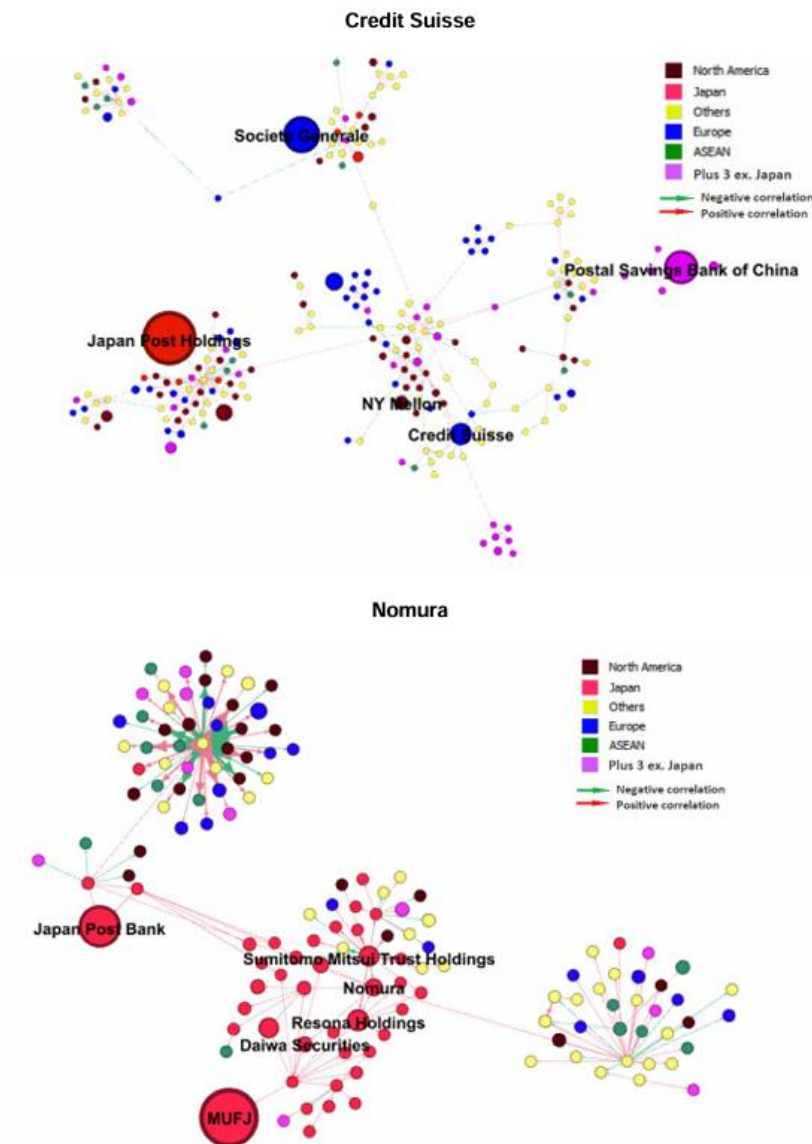 Credit Suisse
North America
Japan
Others
Europe
ASEAN
Plus 3 ex. Japan
Negative correlation
Positive correlation
Societe Generale
Postal Savings Bank of China
Japan Post Holdings
NY Mellon
Credit Suisse
Nomura
North America
Japan
Others
Europe
ASEAN
Plus 3 ex. Japan
Negative correlation
Positive correlation
Japan Post Bank
Sumitomo Mitsui Trust Holdings
Nomura
Resona Holdings
Daiwa Securities
MUFJ